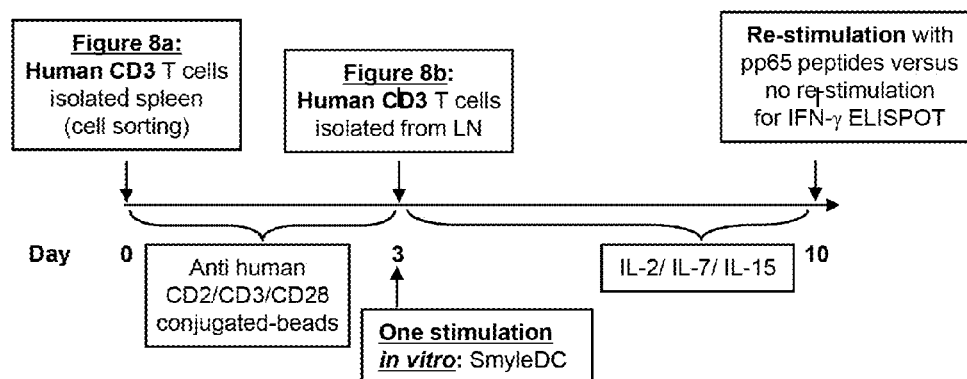 Figure 8a:
Human CD3 T cells
isolated spleen
(cell sorting)
Figure 8b:
Human CD3 T cells
isolated from LN
Re-stimulation with
pp65 peptides versus
no re-stimulation
for IFN-γ ELISPOT
Day 0 3 10
Anti human
CD2/CD3/CD28
conjugated-beads
IL-2/ IL-7/ IL-15
One stimulation
in vitro: SmyleDC